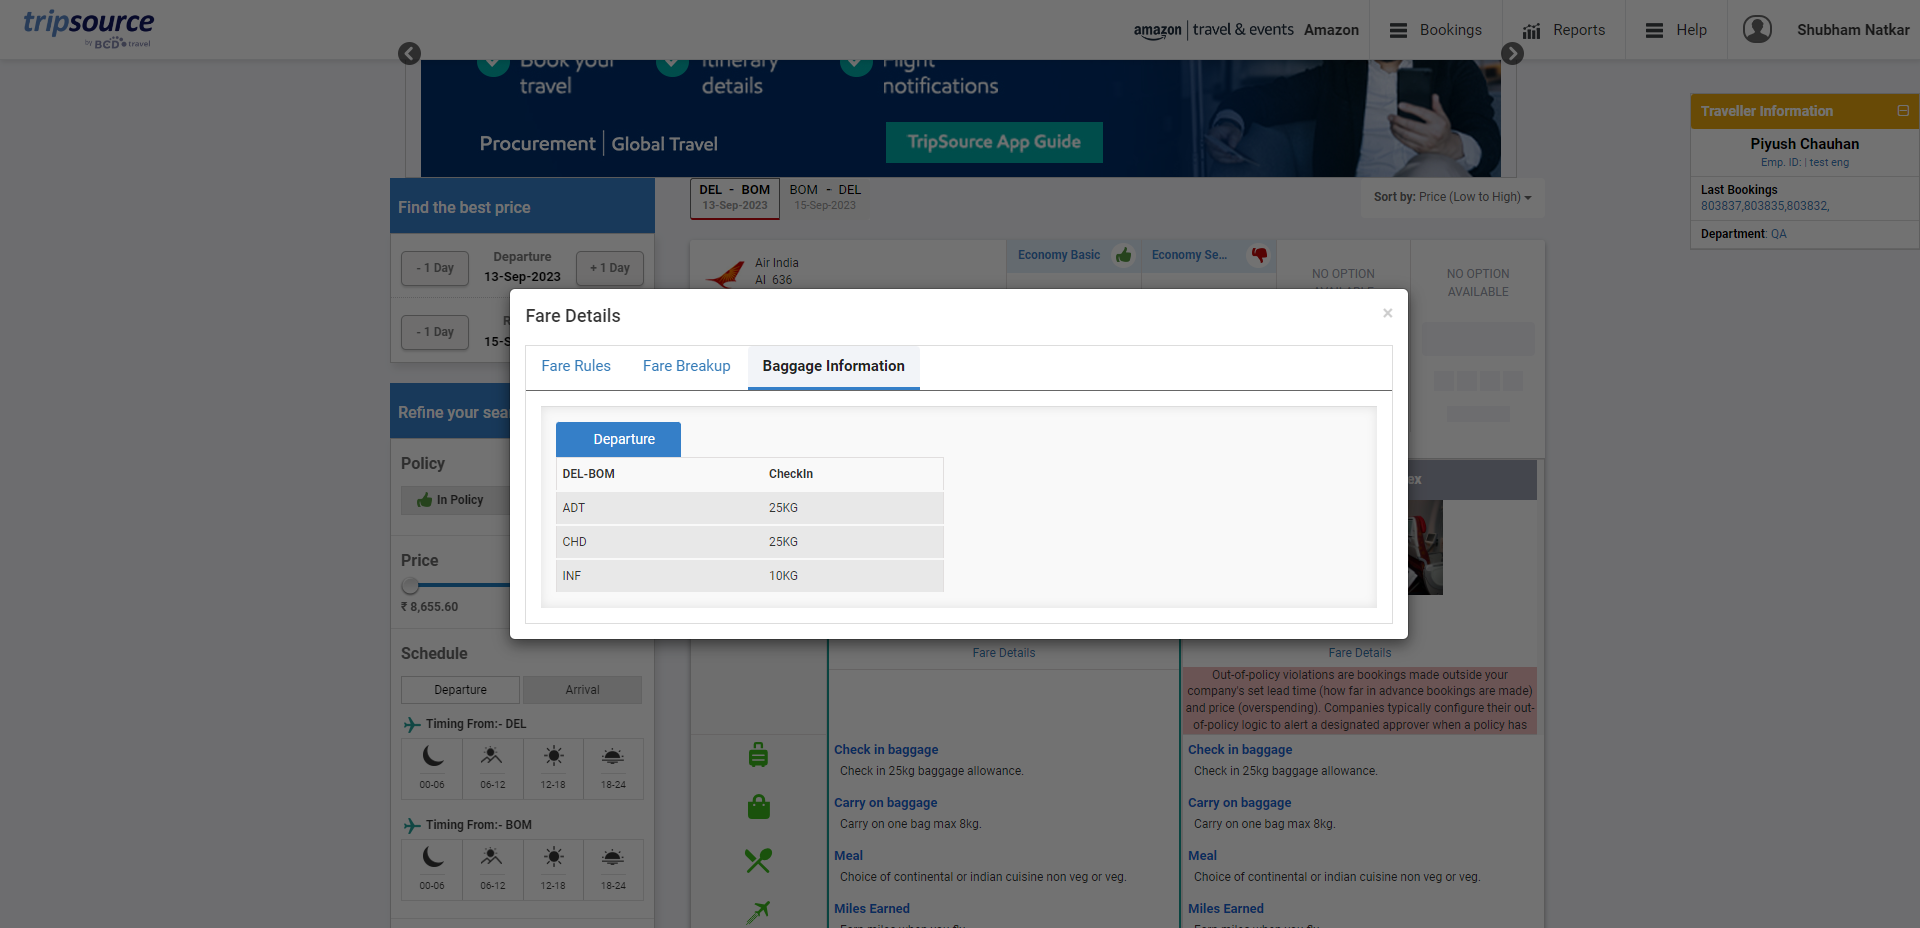 tripsource
by BCD travel
amazon | travel & events Amazon
Bookings
Reports
Help
Shubham Natkar
Book your
travel
Itinerary
details
Flight
notifications
Procurement | Global Travel
TripSource App Guide
Traveller Information
Piyush Chauhan
Emp. ID: | test eng
Last Bookings
803837,803835,803832,
Department: QA
Find the best price
DEL - BOM
13-Sep-2023
BOM - DEL
15-Sep-2023
Sort by: Price (Low to High)
- 1 Day
Departure
13-Sep-2023
+ 1 Day
- 1 Day
R
15-S
Air India
AI 636
Economy Basic
Economy Se...
NO OPTION
AVAILABLE
NO OPTION
AVAILABLE
Fare Details
×
Fare Rules
Fare Breakup
Baggage Information
Departure
DEL-BOM CheckIn
ADT 25KG
CHD 25KG
INF 10KG
Refine your sea
Policy
In Policy
Price
₹ 8,655.60
ex
Schedule
Departure
Arrival
Timing From:- DEL
00-06
06-12
12-18
18-24
Timing From:- BOM
00-06
06-12
12-18
18-24
Fare Details
Fare Details
Out-of-policy violations are bookings made outside your
company's set lead time (how far in advance bookings are made)
and price (overspending). Companies typically configure their out-
of-policy logic to alert a designated approver when a policy has
Check in baggage
Check in 25kg baggage allowance.
Carry on baggage
Carry on one bag max 8kg.
Meal
Choice of continental or indian cuisine non veg or veg.
Miles Earned
Earn miles when you fly
Check in baggage
Check in 25kg baggage allowance.
Carry on baggage
Carry on one bag max 8kg.
Meal
Choice of continental or indian cuisine non veg or veg.
Miles Earned
Earn miles when you fly